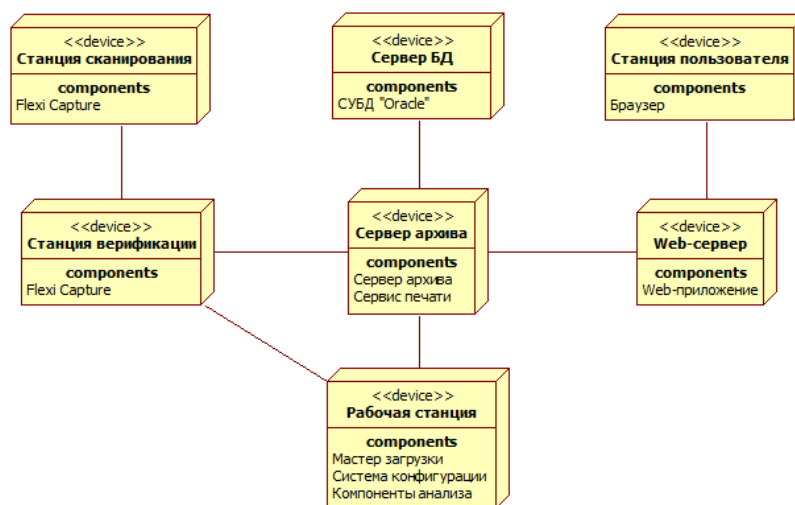 <<device>>
Станция сканирования
components
Flexi Capture
<<device>>
Сервер БД
components
СУБД "Oracle"
<<device>>
Станция пользователя
components
Браузер
<<device>>
Станция верификации
components
Flexi Capture
<<device>>
Сервер архива
components
Сервер архива
Сервис печати
<<device>>
Web-сервер
components
Web-приложение
<<device>>
Рабочая станция
components
Мастер загрузки
Система конфигурации
Компоненты анализа